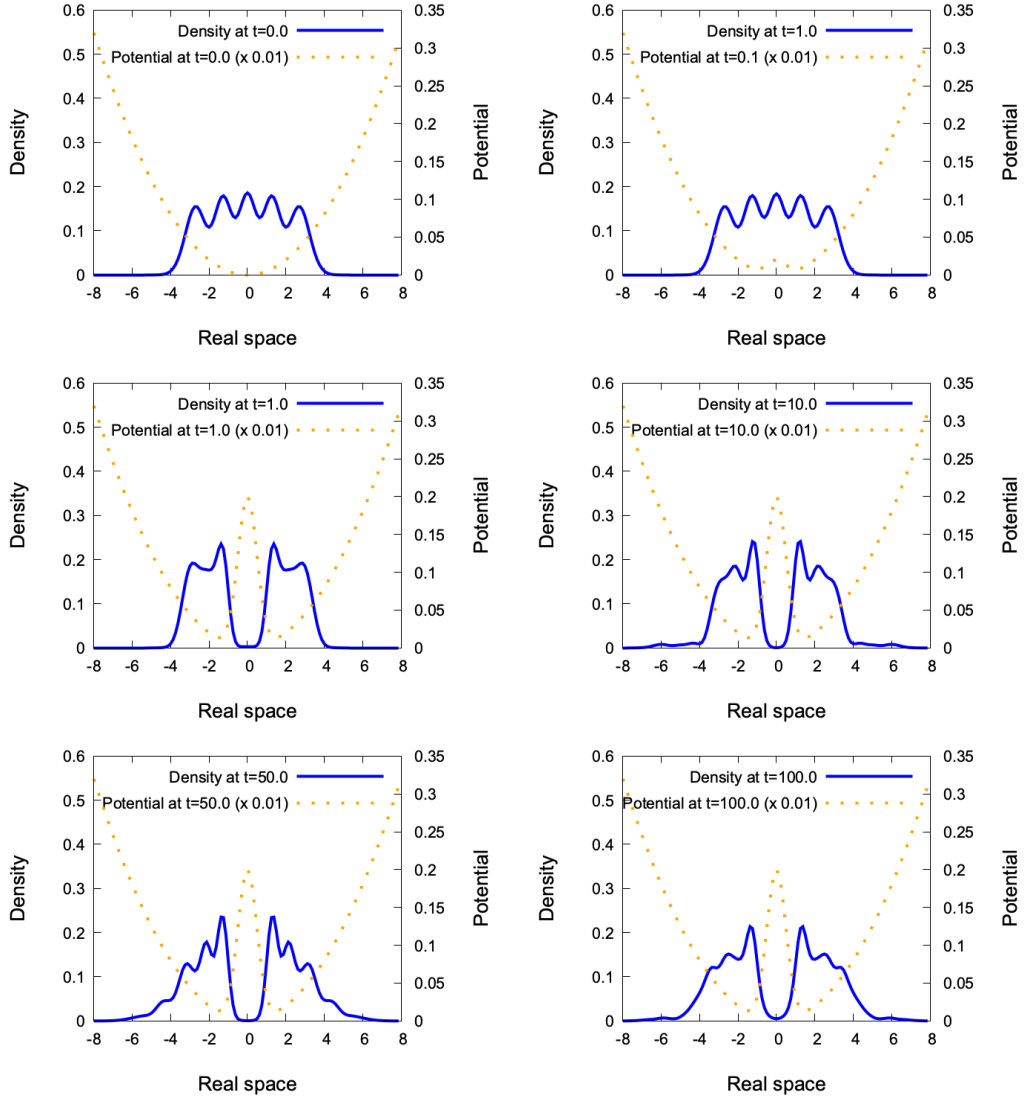 0.6 0.35
Density at t=0.0
Potential at t=0.0 (x 0.01)
0.5 0.3
0.4 0.25
0.3 0.2
0.2 0.15
0.1 0.1
0 0.05
0
Density
Potential
-8 -6 -4 -2 0 2 4 6 8
Real space
0.6 0.35
Density at t=1.0
Potential at t=0.1 (x 0.01)
0.5 0.3
0.4 0.25
0.3 0.2
0.2 0.15
0.1 0.1
0 0.05
0
Density
Potential
-8 -6 -4 -2 0 2 4 6 8
Real space
0.6 0.35
Density at t=1.0
Potential at t=1.0 (x 0.01)
0.5 0.3
0.4 0.25
0.3 0.2
0.2 0.15
0.1 0.1
0 0.05
0
Density
Potential
-8 -6 -4 -2 0 2 4 6 8
Real space
0.6 0.35
Density at t=10.0
Potential at t=10.0 (x 0.01)
0.5 0.3
0.4 0.25
0.3 0.2
0.2 0.15
0.1 0.1
0 0.05
0
Density
Potential
-8 -6 -4 -2 0 2 4 6 8
Real space
0.6 0.35
Density at t=50.0
Potential at t=50.0 (x 0.01)
0.5 0.3
0.4 0.25
0.3 0.2
0.2 0.15
0.1 0.1
0 0.05
0
Density
Potential
-8 -6 -4 -2 0 2 4 6 8
Real space
0.6 0.35
Density at t=100.0
Potential at t=100.0 (x 0.01)
0.5 0.3
0.4 0.25
0.3 0.2
0.2 0.15
0.1 0.1
0 0.05
0
Density
Potential
-8 -6 -4 -2 0 2 4 6 8
Real space